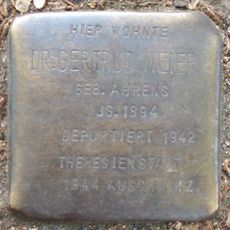 HIER WOHNTE
DR. GERTRUD MEYER
GEB. AHRENS
JG. 1894
DEPORTIERT 1942
THERESIENSTADT
1944 AUSCHWITZ